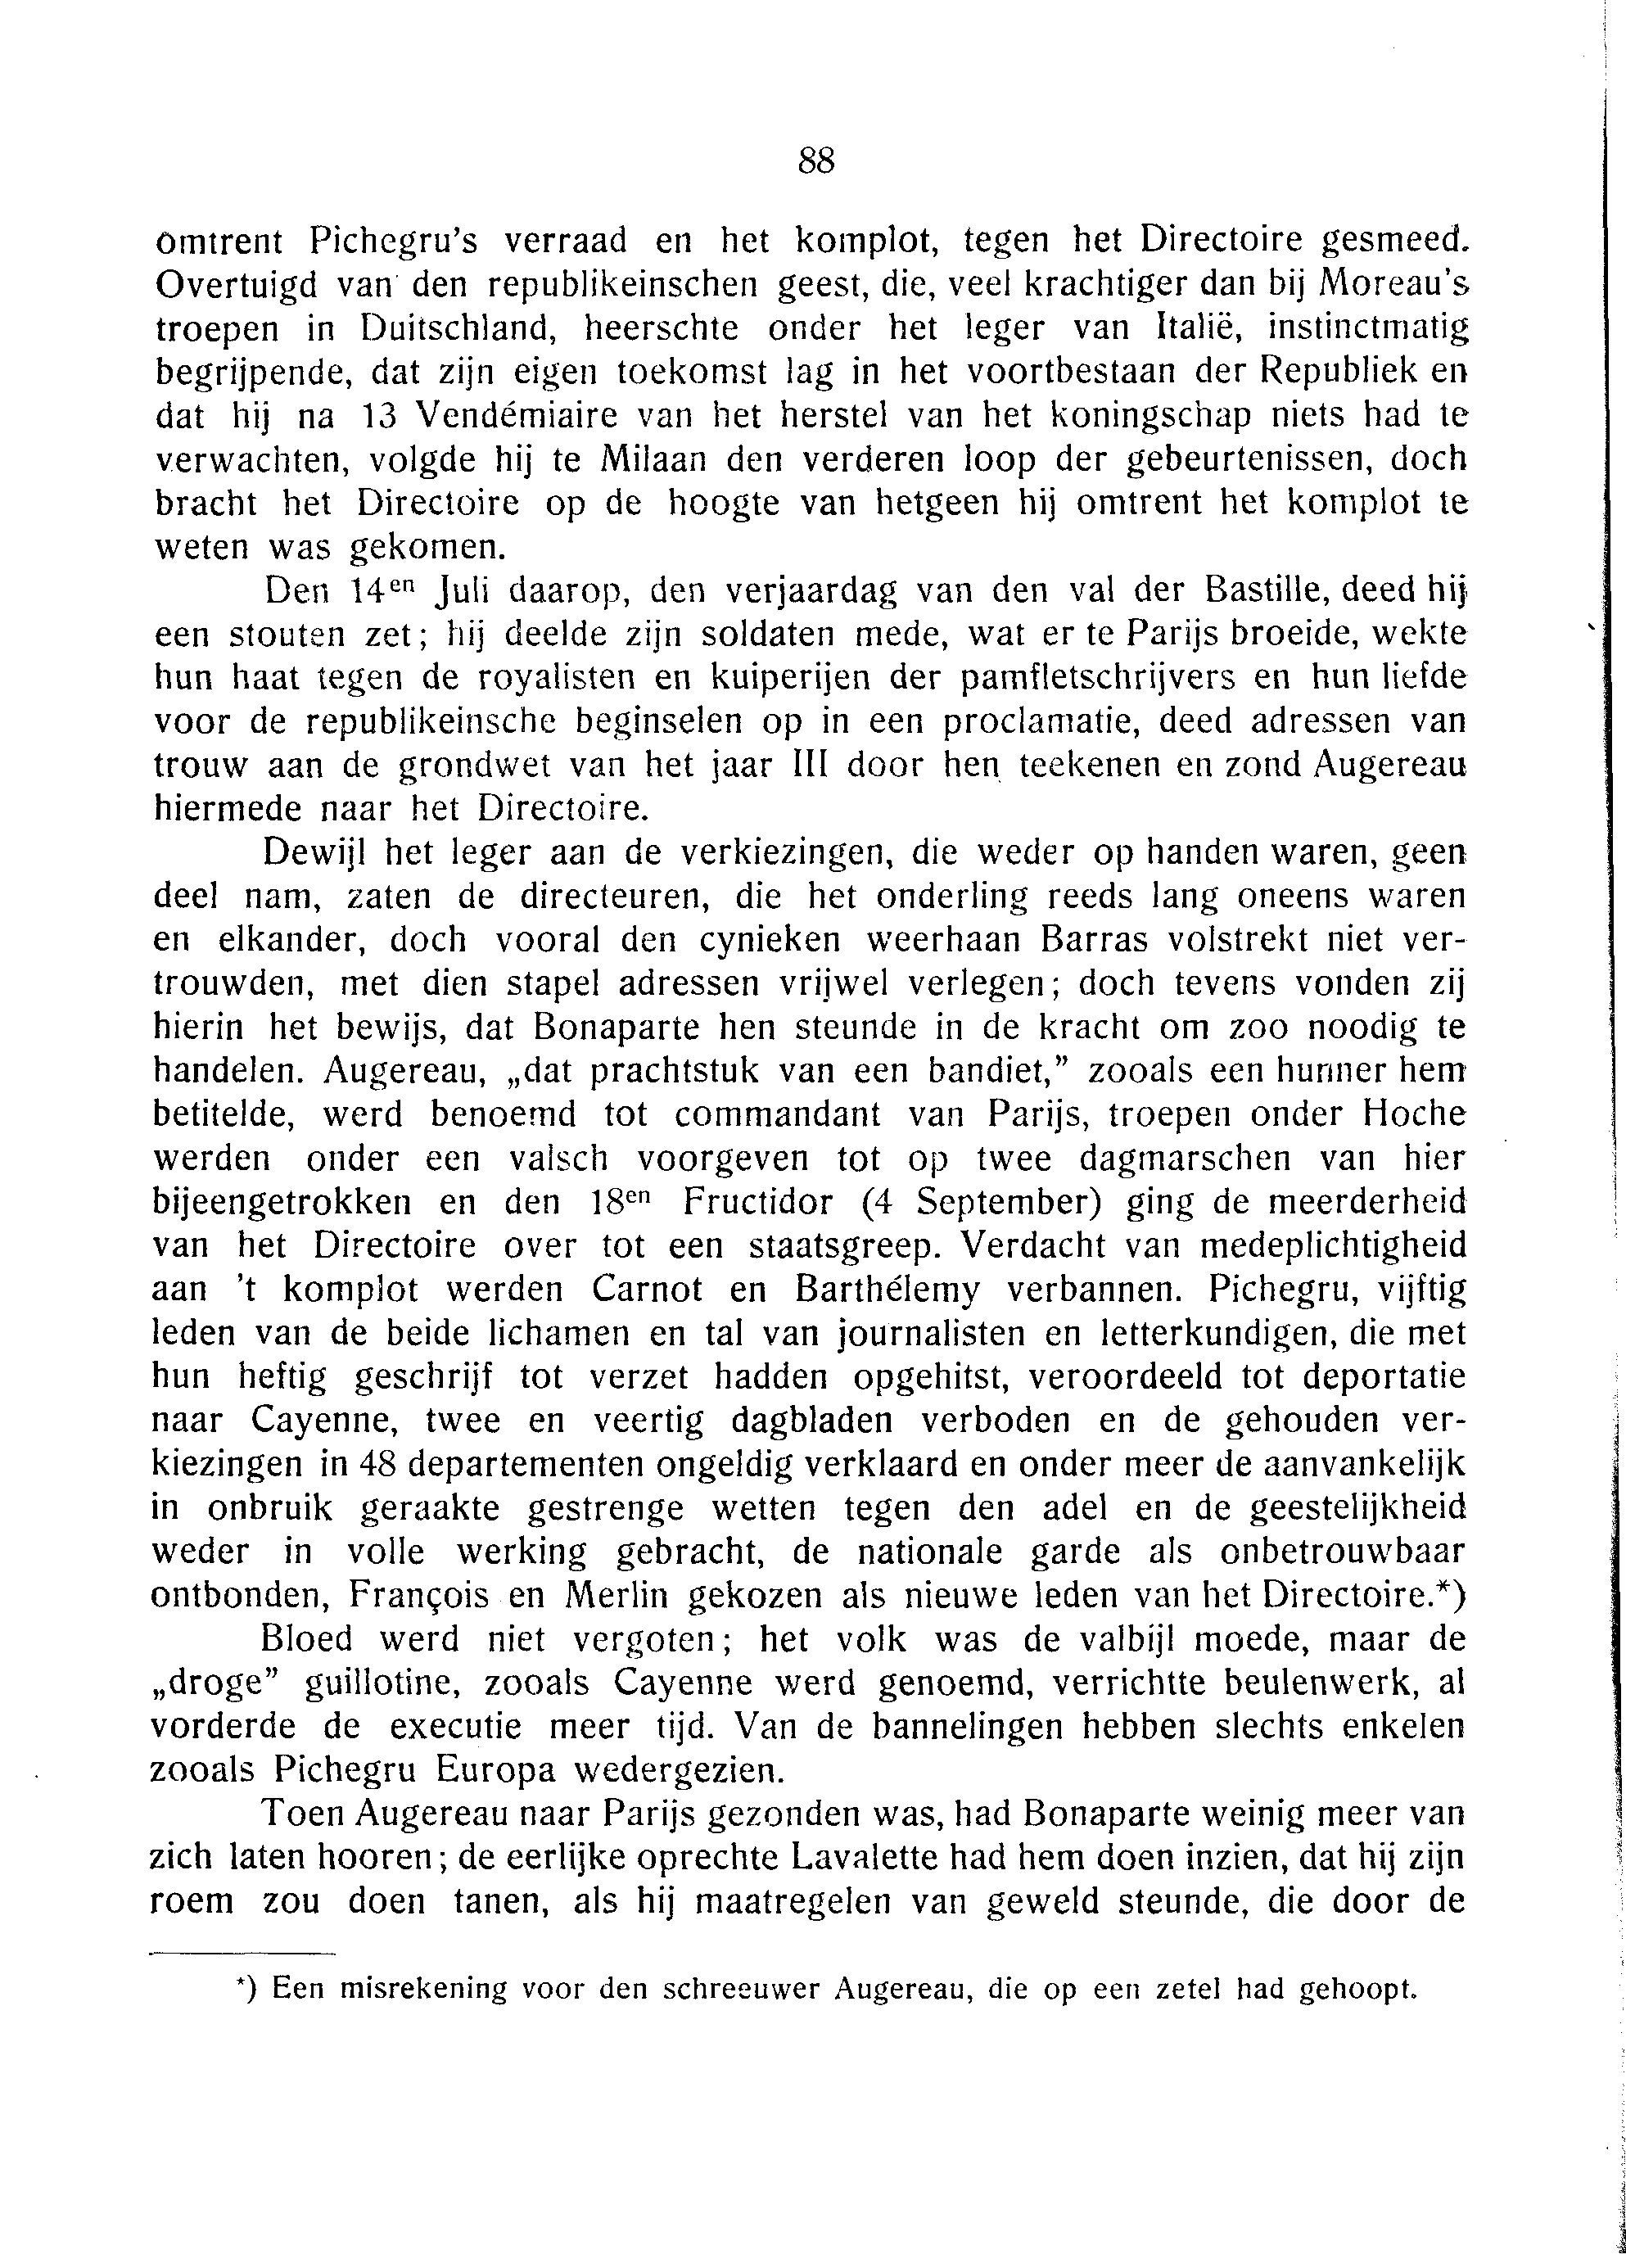 88
omtrent Pichegru's verraad en het komplot, tegen het Directoire gesmeed.
Overtuigd van den republikeinschen geest, die, veel krachtiger dan bij Moreau's
troepen in Duitschland, heerschte onder het leger van Italië, instinctmatig
begrijpende, dat zijn eigen toekomst lag in het voortbestaan der Republiek en
dat hij na 13 Vendémiaire van het herstel van het koningschap niets had te
verwachten, volgde hij te Milaan den verderen loop der gebeurtenissen, doch
bracht het Directoire op de hoogte van hetgeen hij omtrent het komplot te
weten was gekomen.
Den 14en Juli daarop, den verjaardag van den val der Bastille, deed hij
een stouten zet; hij deelde zijn soldaten mede, wat er te Parijs broeide, wekte
hun haat tegen de royalisten en kuiperijen der pamfletschrijvers en hun liefde
voor de republikeinsche beginselen op in een proclamatie, deed adressen van
trouw aan de grondwet van het jaar III door hen teekenen en zond Augereau
hiermede naar het Directoire.
Dewijl het leger aan de verkiezingen, die weder op handen waren, geen
deel nam, zaten de directeuren, die het onderling reeds lang oneens waren
en elkander, doch vooral den cynieken weerhaan Barras volstrekt niet ver-
trouwden, met dien stapel adressen vrijwel verlegen; doch tevens vonden zij
hierin het bewijs, dat Bonaparte hen steunde in de kracht om zoo noodig te
handelen. Augereau, „dat prachtstuk van een bandiet,” zooals een hunner hem
betitelde, werd benoemd tot commandant van Parijs, troepen onder Hoche
werden onder een valsch voorgeven tot op twee dagmarschen van hier
bijeengetrokken en den 18en Fructidor (4 September) ging de meerderheid
van het Directoire over tot een staatsgreep. Verdacht van medeplichtigheid
aan 't komplot werden Carnot en Barthélemy verbannen. Pichegru, vijftig
leden van de beide lichamen en tal van journalisten en letterkundigen, die met
hun heftig geschrijf tot verzet hadden opgehitst, veroordeeld tot deportatie
naar Cayenne, twee en veertig dagbladen verboden en de gehouden ver-
kiezingen in 48 departementen ongeldig verklaard en onder meer de aanvankelijk
in onbruik geraakte gestrenge wetten tegen den adel en de geestelijkheid
weder in volle werking gebracht, de nationale garde als onbetrouwbaar
ontbonden, François en Merlin gekozen als nieuwe leden van het Directoire.*)
Bloed werd niet vergoten; het volk was de valbijl moede, maar de
„droge” guillotine, zooals Cayenne werd genoemd, verrichtte beulenwerk, al
vorderde de executie meer tijd. Van de bannelingen hebben slechts enkelen
zooals Pichegru Europa wedergezien.
Toen Augereau naar Parijs gezonden was, had Bonaparte weinig meer van
zich laten hooren; de eerlijke oprechte Lavalette had hem doen inzien, dat hij zijn
roem zou doen tanen, als hij maatregelen van geweld steunde, die door de
*) Een misrekening voor den schreeuwer Augereau, die op een zetel had gehoopt.